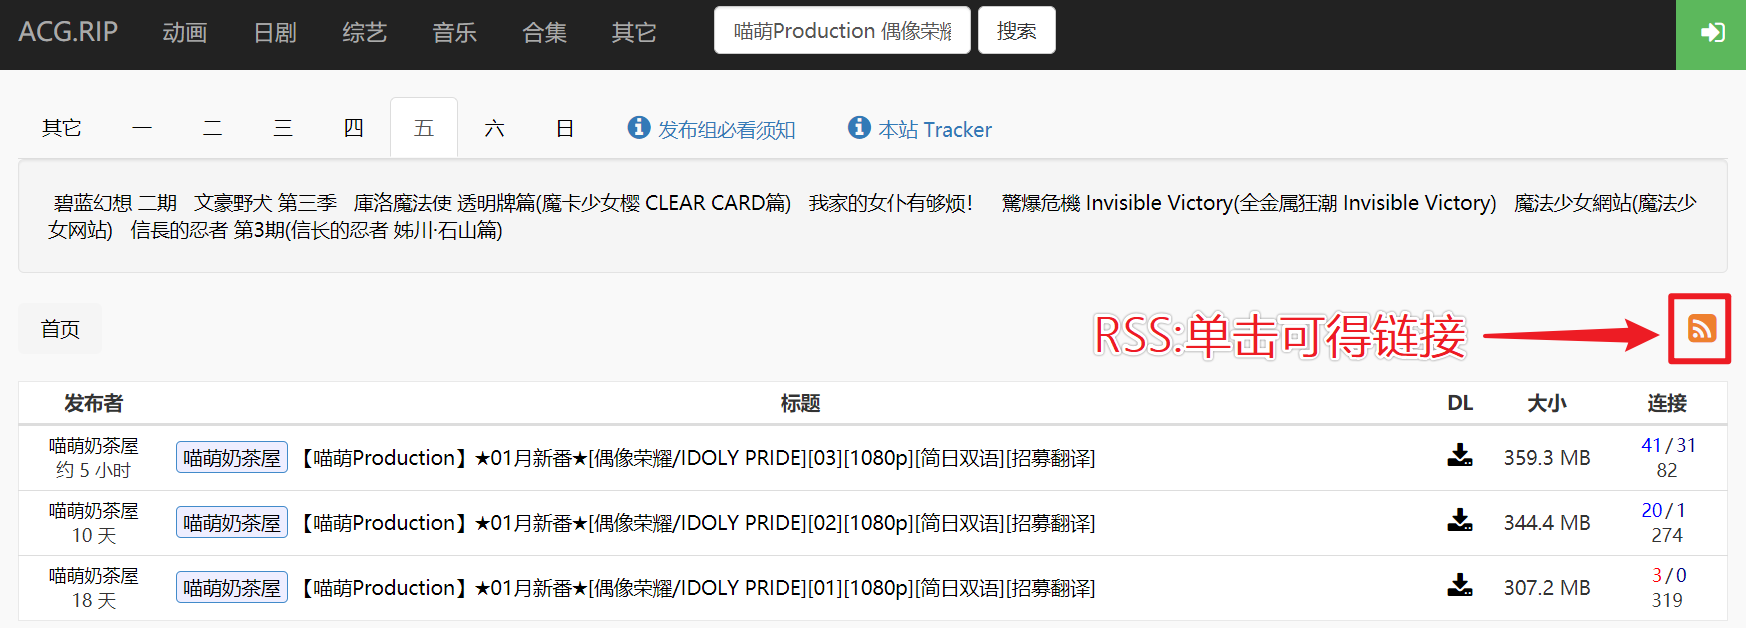 ACG.RIP 动画 日剧 综艺 音乐 合集 其它 喵萌Production 偶像荣耀 搜索
其它 一 二 三 四 五 六 日 发布组必看须知 本站 Tracker
碧蓝幻想 二期 文豪野犬 第三季 庫洛魔法使 透明牌篇(魔卡少女樱 CLEAR CARD篇) 我家的女仆有够烦! 驚爆危機 Invisible Victory(全金属狂潮 Invisible Victory) 魔法少女網站(魔法少
女网站) 信長的忍者 第3期(信长的忍者 姊川·石山篇)
首页
RSS:单击可得链接
发布者 标题 DL 大小 连接
喵萌奶茶屋
约 5 小时
喵萌奶茶屋 【喵萌Production】★01月新番★[偶像荣耀/IDOLY PRIDE][03][1080p][简日双语][招募翻译] 359.3 MB
41/31
82
喵萌奶茶屋
10 天
喵萌奶茶屋 【喵萌Production】★01月新番★[偶像荣耀/IDOLY PRIDE][02][1080p][简日双语][招募翻译] 344.4 MB
20/1
274
喵萌奶茶屋
18 天
喵萌奶茶屋 【喵萌Production】★01月新番★[偶像荣耀/IDOLY PRIDE][01][1080p][简日双语][招募翻译] 307.2 MB
3/0
319